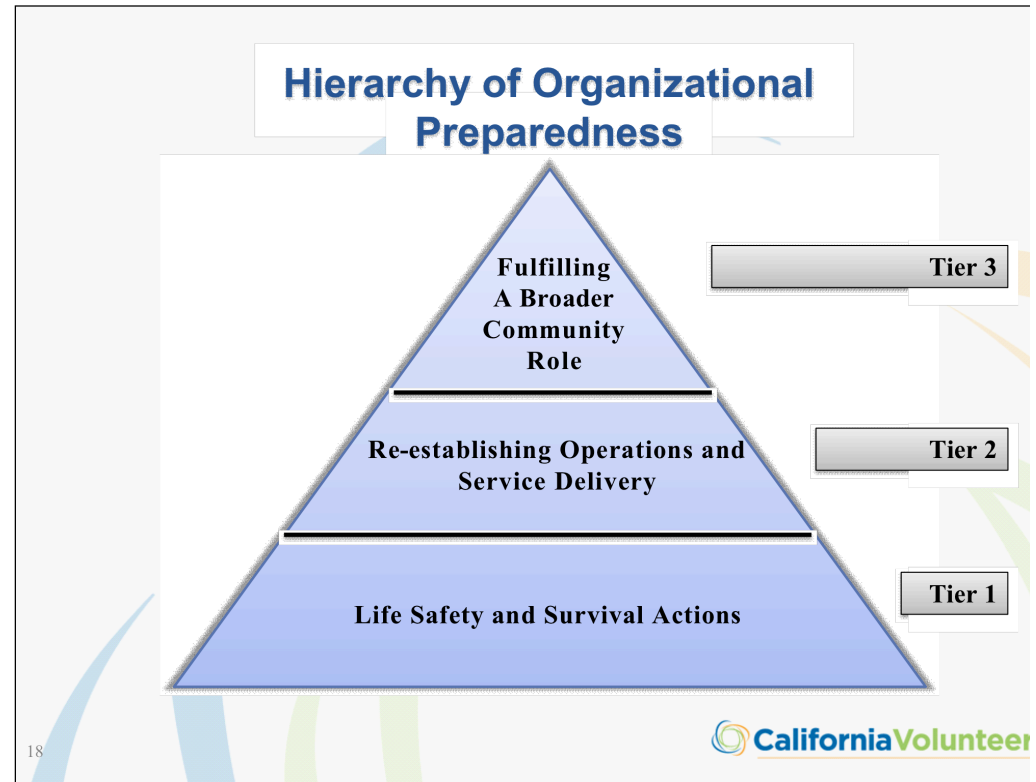 Hierarchy of Organizational
Preparedness
Fulfilling
A Broader
Community
Role
Tier 3
Re-establishing Operations and
Service Delivery
Tier 2
Life Safety and Survival Actions
Tier 1
18
CaliforniaVolunteer